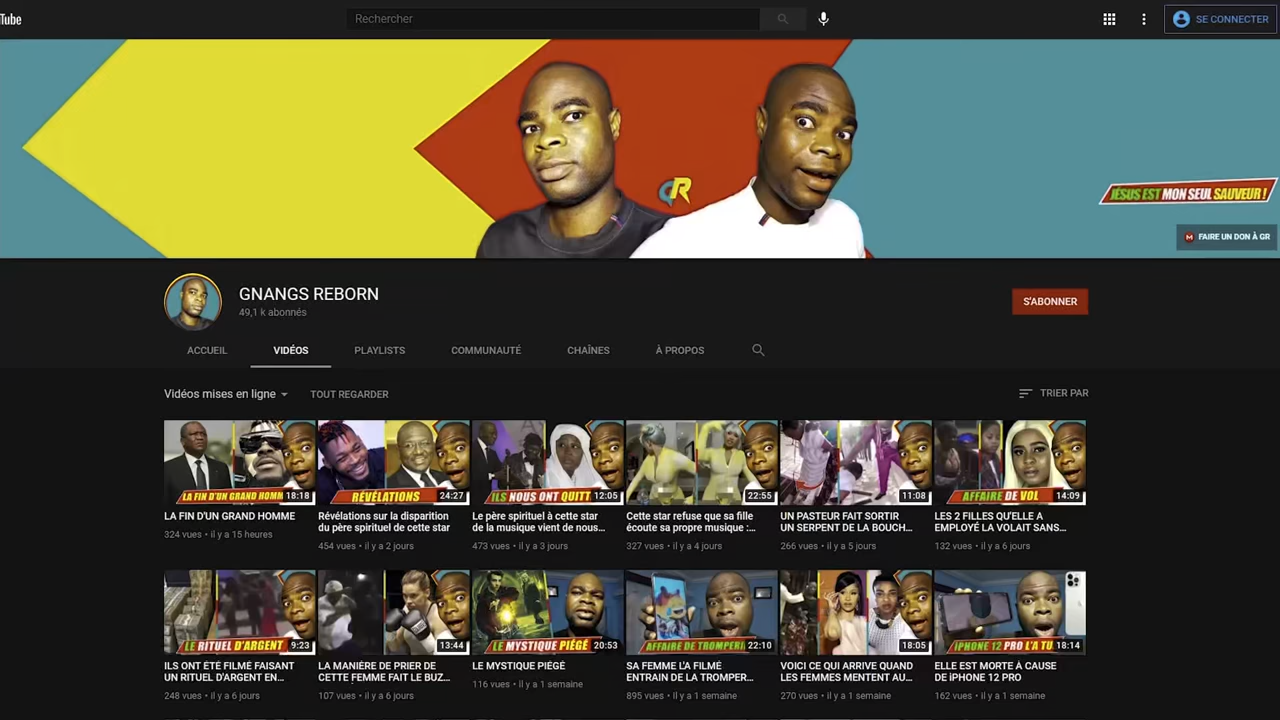 Tube
Rechercher
SE CONNECTER
GR
JÉSUS EST MON SEUL SAUVEUR !
FAIRE UN DON À GR
GNANGS REBORN
49,1 k abonnés
S'ABONNER
ACCUEIL
VIDÉOS
PLAYLISTS
COMMUNAUTÉ
CHAÎNES
À PROPOS
Vidéos mises en ligne
TOUT REGARDER
TRIER PAR
LA FIN D'UN GRAND HOMM
18:18
RÉVÉLATIONS
24:27
ILS NOUS ONT QUITT
12:05
22:55
11:08
AFFAIRE DE VOL
14:09
LA FIN D'UN GRAND HOMME
324 vues • il y a 15 heures
Révélations sur la disparition
du père spirituel de cette star
454 vues • il y a 2 jours
Le père spirituel à cette star
de la musique vient de nous...
473 vues • il y a 3 jours
Cette star refuse que sa fille
écoute sa propre musique :...
327 vues • il y a 4 jours
UN PASTEUR FAIT SORTIR
UN SERPENT DE LA BOUCH...
266 vues • il y a 5 jours
LES 2 FILLES QU'ELLE A
EMPLOYÉ LA VOLAIT SANS...
132 vues • il y a 6 jours
LE RITUEL D'ARGENT
9:23
13:44
LE MYSTIQUE PIÉGÉ
20:53
AFFAIRE DE TROMPERI
22:10
18:05
iPHONE 12 PRO L'A TU
18:14
ILS ONT ÉTÉ FILMÉ FAISANT
UN RITUEL D'ARGENT EN...
248 vues • il y a 6 jours
LA MANIÈRE DE PRIER DE
CETTE FEMME FAIT LE BUZ...
107 vues • il y a 6 jours
LE MYSTIQUE PIÉGÉ
116 vues • il y a 1 semaine
SA FEMME L'A FILMÉ
ENTRAIN DE LA TROMPER...
895 vues • il y a 1 semaine
VOICI CE QUI ARRIVE QUAND
LES FEMMES MENTENT AU...
270 vues • il y a 1 semaine
ELLE EST MORTE À CAUSE
DE iPHONE 12 PRO
162 vues • il y a 1 semaine